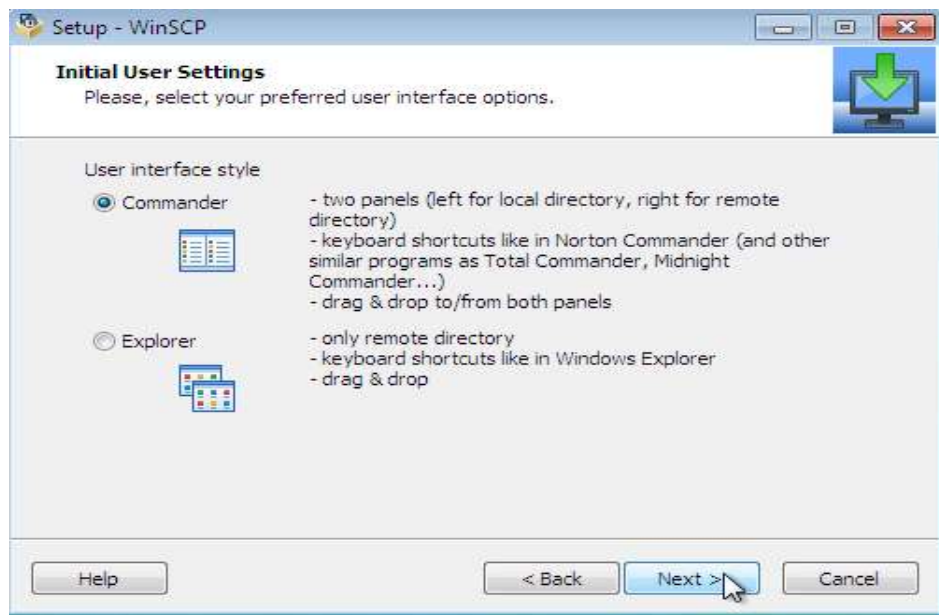 Setup - WinSCP
Initial User Settings
Please, select your preferred user interface options.
User interface style
Commander
- two panels (left for local directory, right for remote
directory)
- keyboard shortcuts like in Norton Commander (and other
similar programs as Total Commander, Midnight
Commander...)
- drag & drop to/from both panels
Explorer
- only remote directory
- keyboard shortcuts like in Windows Explorer
- drag & drop
Help
< Back
Next >
Cancel